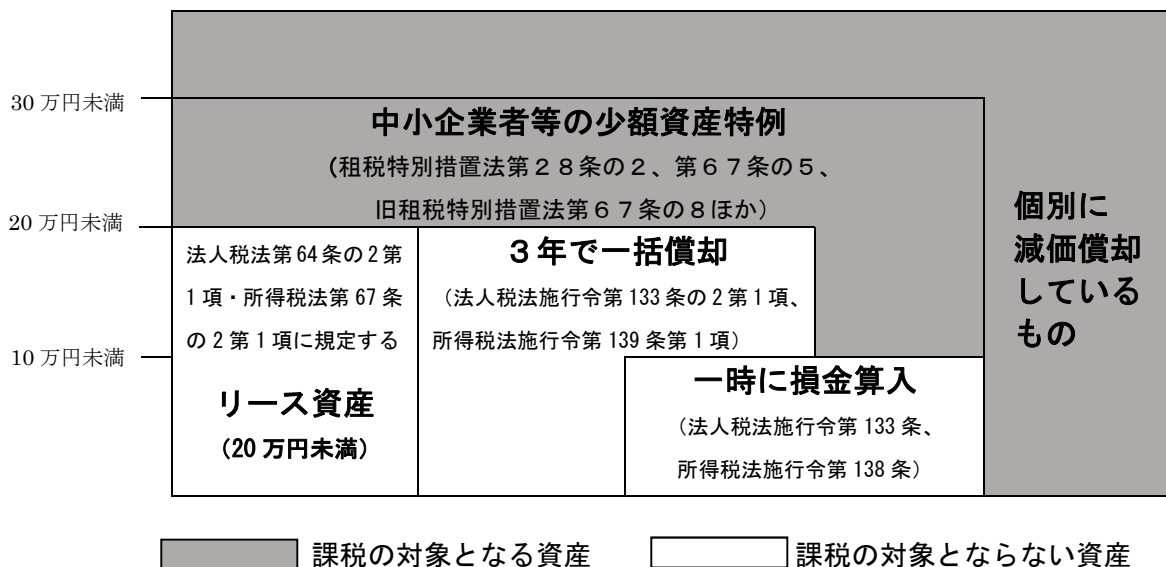 30 万円未満
中小企業者等の少額資産特例
(租税特別措置法第２８条の２、第６７条の５、
旧租税特別措置法第６７条の８ほか）
20 万円未満
法人税法第 64 条の 2 第
1 項・所得税法第 67 条
の 2 第 1 項に規定する
リース資産
（20 万円未満）
３年で一括償却
（法人税法施行令第 133 条の 2 第 1 項、
所得税法施行令第 139 条第 1 項）
10 万円未満
一時に損金算入
（法人税法施行令第 133 条、
所得税法施行令第 138 条）
個別に
減価償却
している
もの
課税の対象となる資産
課税の対象とならない資産